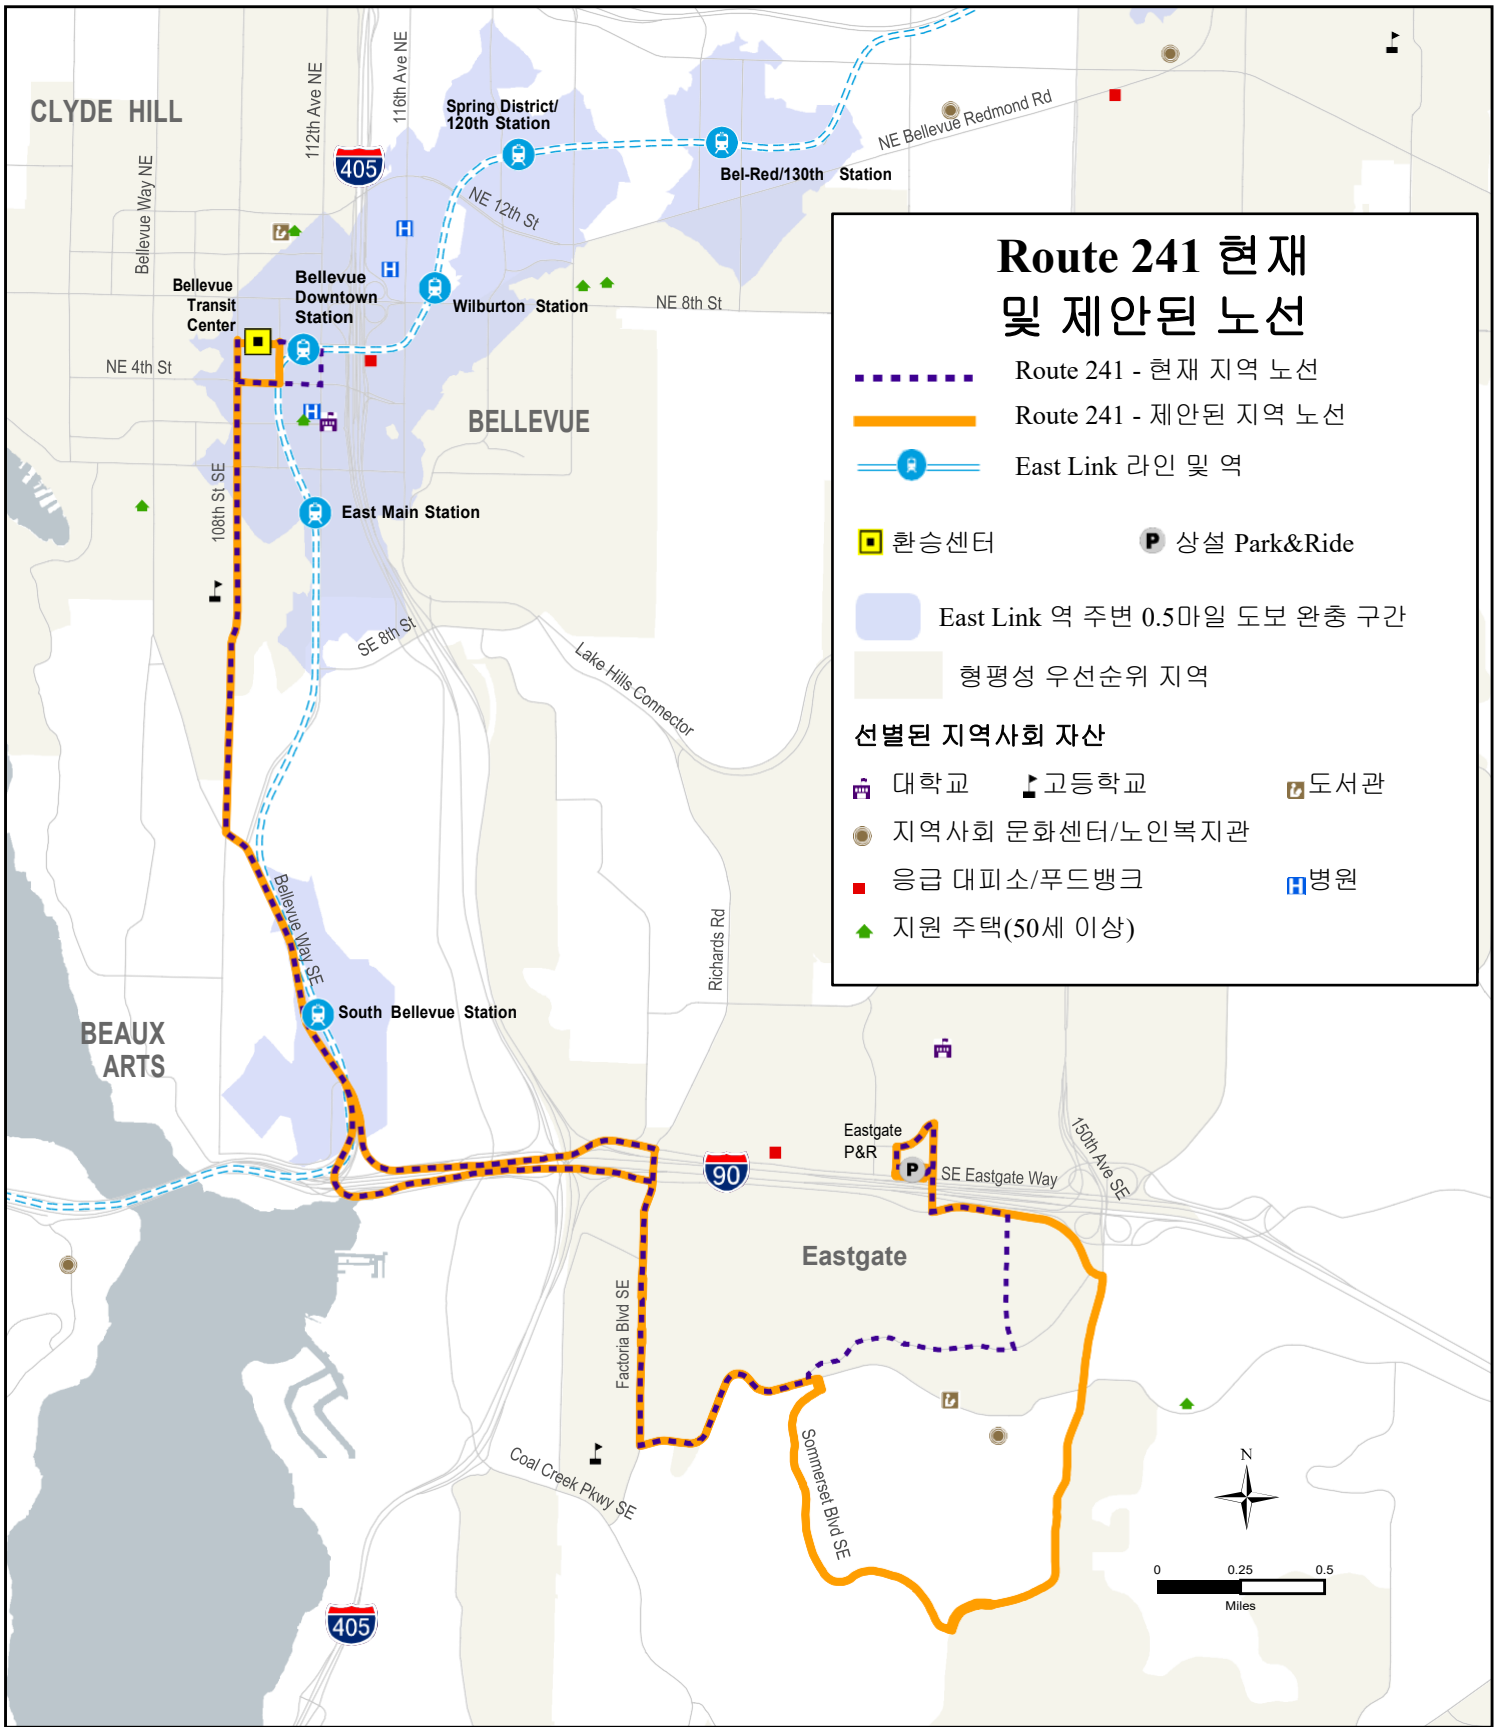 CLYDE HILL
Bellevue Way NE
112th Ave NE
116th Ave NE
405
Spring District/
120th Station
Bel-Red/130th Station
NE Bellevue Redmond Rd
NE 12th St
Bellevue
Transit
Center
Bellevue
Downtown
Station
Wilburton Station
NE 8th St
NE 4th St
BELLEVUE
108th St SE
East Main Station
SE 8th St
Lake Hills Connector
Route 241 현재
및 제안된 노선
Route 241 - 현재 지역 노선
Route 241 - 제안된 지역 노선
East Link 라인 및 역
환승센터
P 상설 Park&Ride
East Link 역 주변 0.5마일 도보 완충 구간
형평성 우선순위 지역
선별된 지역사회 자산
대학교 고등학교 도서관
지역사회 문화센터/노인복지관
응급 대피소/푸드뱅크 H 병원
지원 주택(50세 이상)
Bellevue Way SE
Richards Rd
South Bellevue Station
BEAUX
ARTS
Eastgate
P&R
P
150th Ave SE
90
SE Eastgate Way
Eastgate
Factoria Blvd SE
Coal Creek Pkwy SE
Sommerset Blvd SE
N
0 0.25 0.5
Miles
405
H
H
H